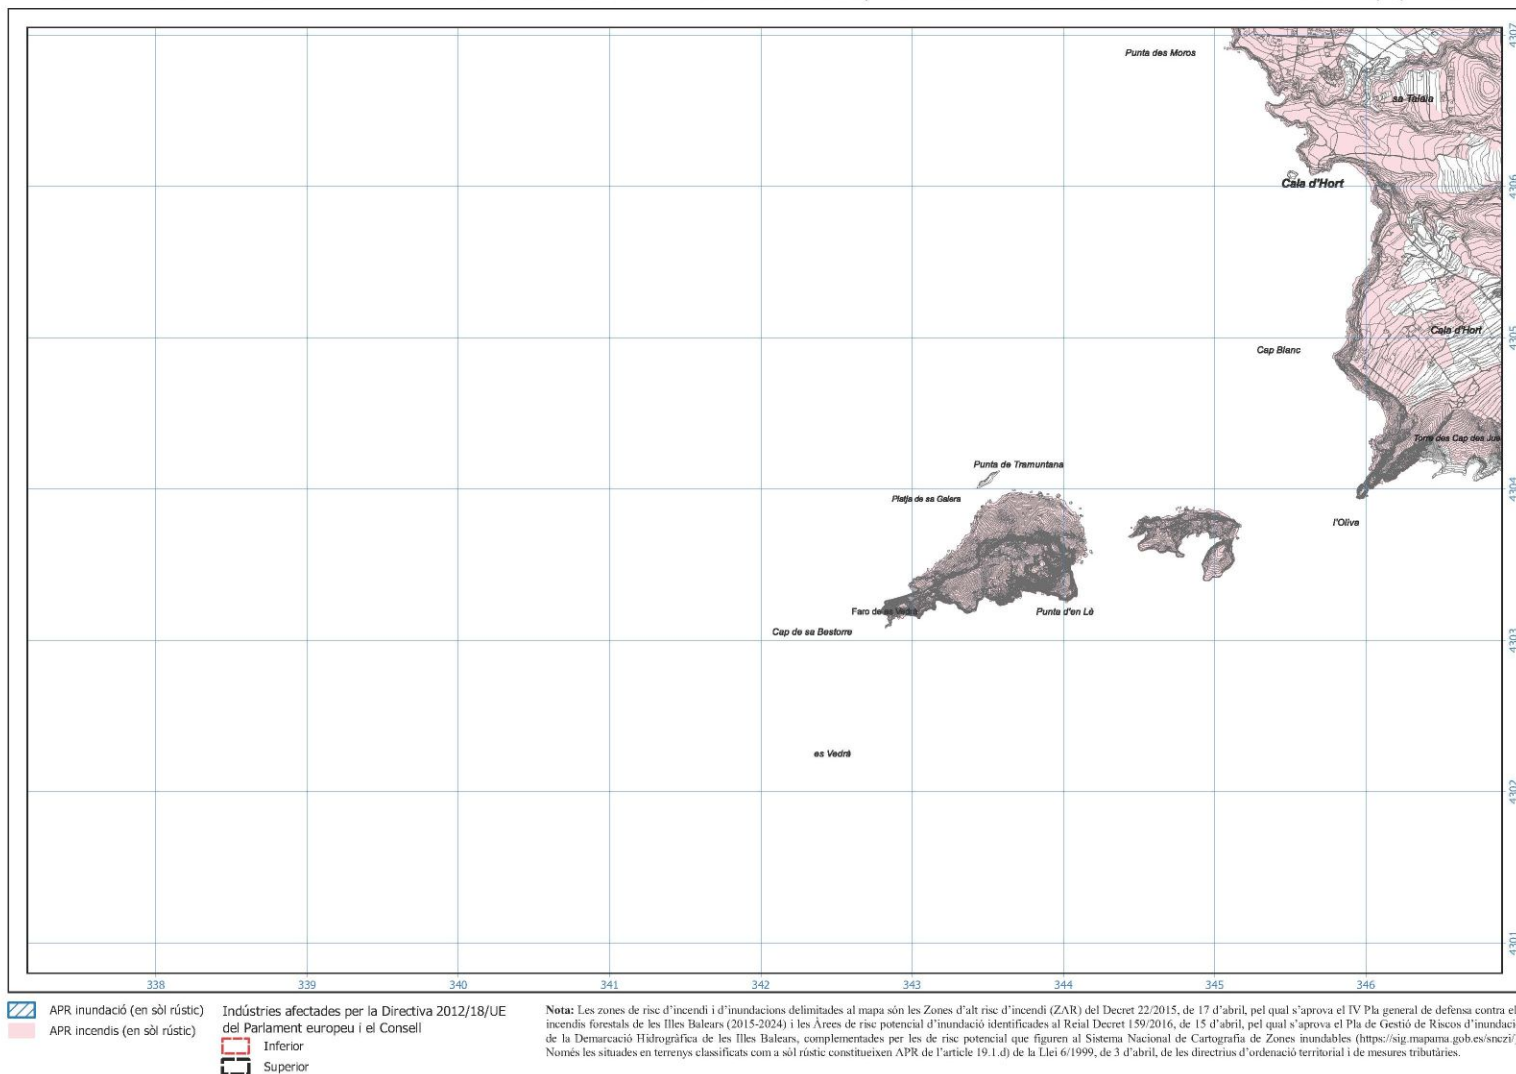 Punta des Moros
sa Talaia
Cala d'Hort
Cala d'Hort
Cap Blanc
Torre des Cap des Jue
Punta de Tramuntana
Platja de sa Galera
l'Oliva
Faro de es Vedrà
Punta d'en Lè
Cap de sa Bestorre
es Vedrà
4307
4306
4305
4304
4303
4302
4301
338
339
340
341
342
343
344
345
346
APR inundació (en sòl rústic)
APR incendis (en sòl rústic)
Indústries afectades per la Directiva 2012/18/UE
del Parlament europeu i el Consell
Inferior
Superior
Nota: Les zones de risc d'incendi i d'inundacions delimitades al mapa són les Zones d'alt risc d'incendi (ZAR) del Decret 22/2015, de 17 d'abril, pel qual s'aprova el IV Pla general de defensa contra el
incendis forestals de les Illes Balears (2015-2024) i les Àrees de risc potencial d'inundació identificades al Reial Decret 159/2016, de 15 d'abril, pel qual s'aprova el Pla de Gestió de Riscos d'inundaci
de la Demarcació Hidrogràfica de les Illes Balears, complementades per les de risc potencial que figuren al Sistema Nacional de Cartografia de Zones inundables (https://sig.mapama.gob.es/snczi/
Només les situades en terrenys classificats com a sòl rústic constitueixen APR de l'article 19.1.d) de la Llei 6/1999, de 3 d'abril, de les directrius d'ordenació territorial i de mesures tributàries.